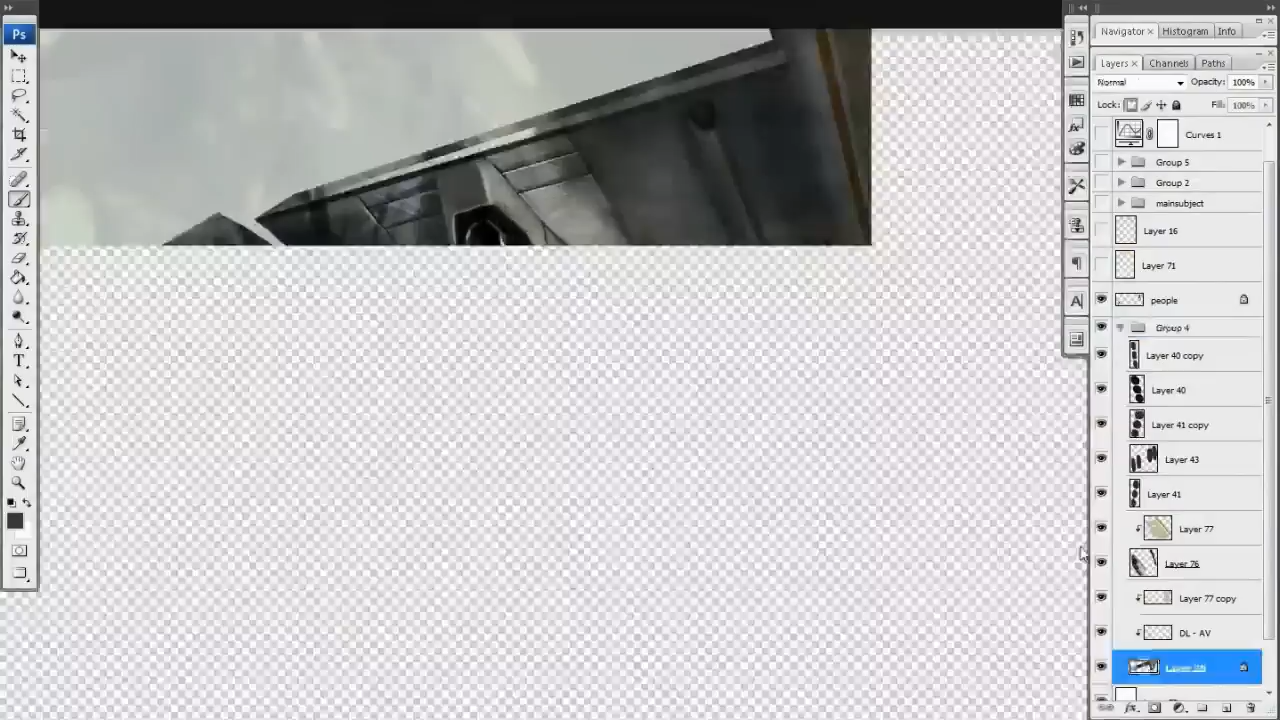 Ps
T
A
Navigator × Histogram Info
Layers × Channels Paths
Normal Opacity: 100%
Lock: Fill: 100%
Curves 1
Group 5
Group 2
mainsubject
Layer 16
Layer 71
people
Group 4
Layer 40 copy
Layer 40
Layer 41 copy
Layer 43
Layer 41
Layer 77
Layer 76
Layer 77 copy
DL - AV
Layer
fx